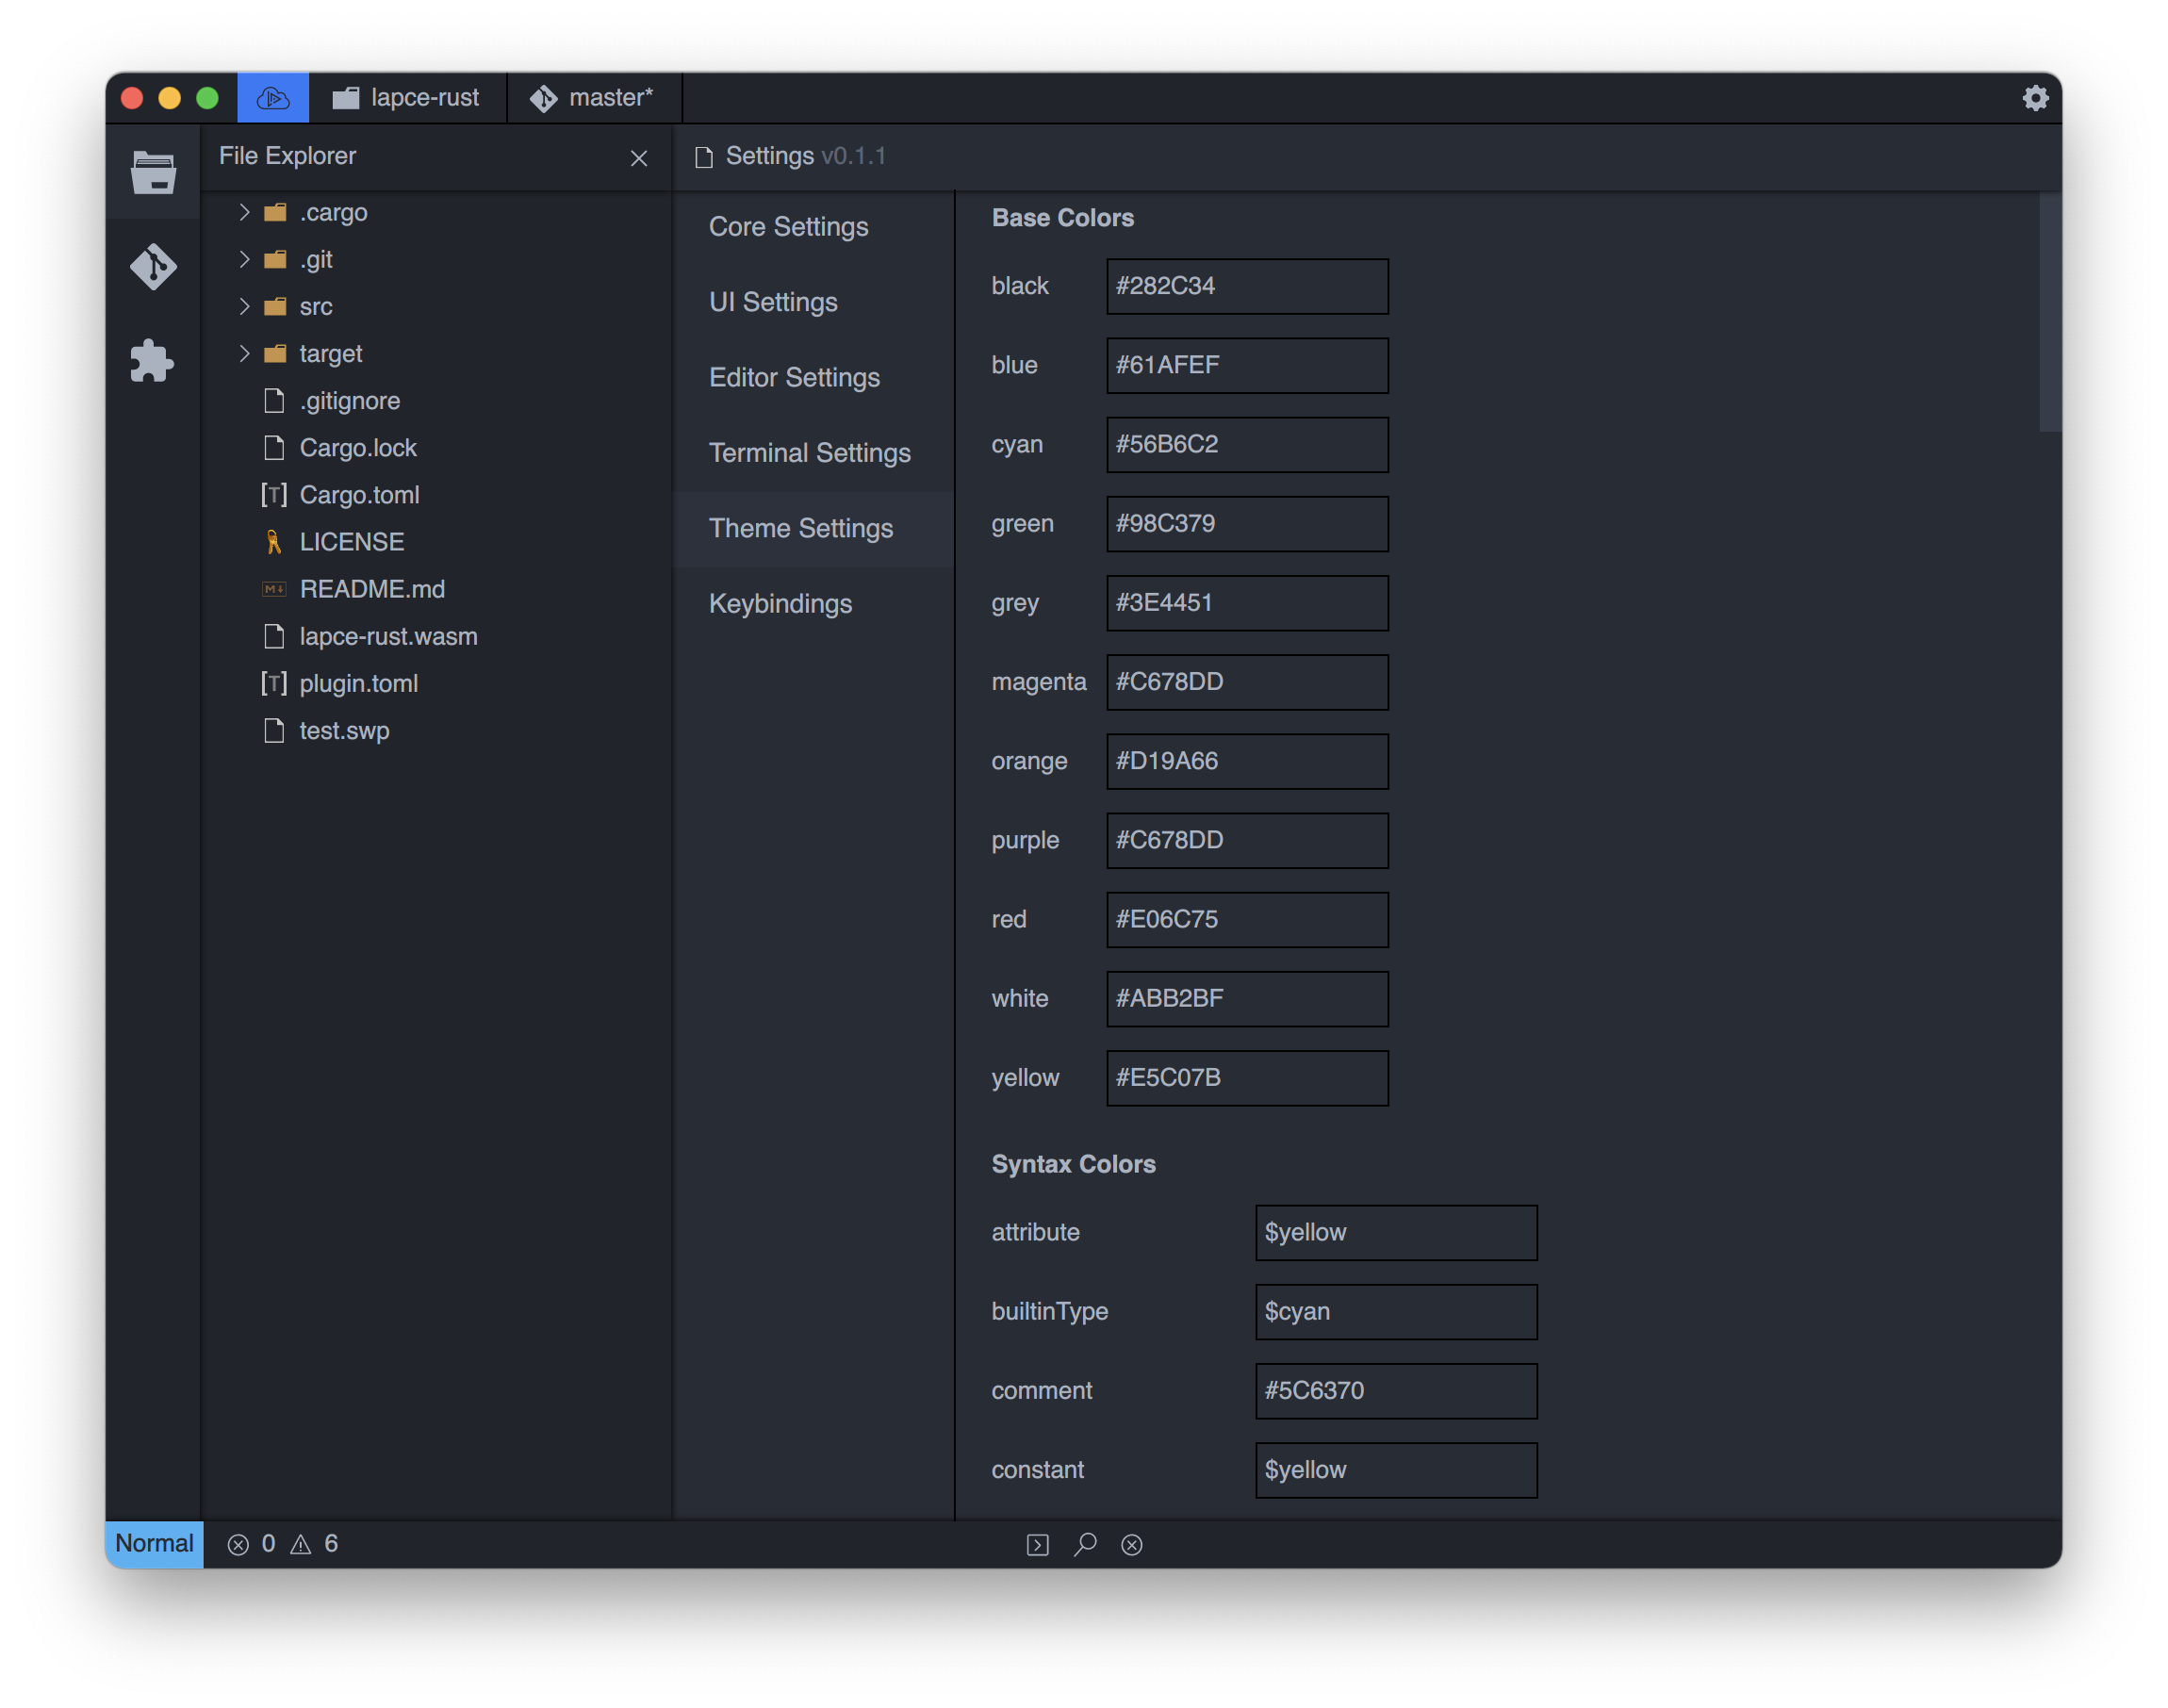 lapce-rust
master*
File Explorer
.cargo
.git
src
target
.gitignore
Cargo.lock
[T] Cargo.toml
LICENSE
M↓ README.md
lapce-rust.wasm
[T] plugin.toml
test.swp
Settings v0.1.1
Core Settings
UI Settings
Editor Settings
Terminal Settings
Theme Settings
Keybindings
Base Colors
black #282C34
blue #61AFEF
cyan #56B6C2
green #98C379
grey #3E4451
magenta #C678DD
orange #D19A66
purple #C678DD
red #E06C75
white #ABB2BF
yellow #E5C07B
Syntax Colors
attribute $yellow
builtinType $cyan
comment #5C6370
constant $yellow
Normal 0 6